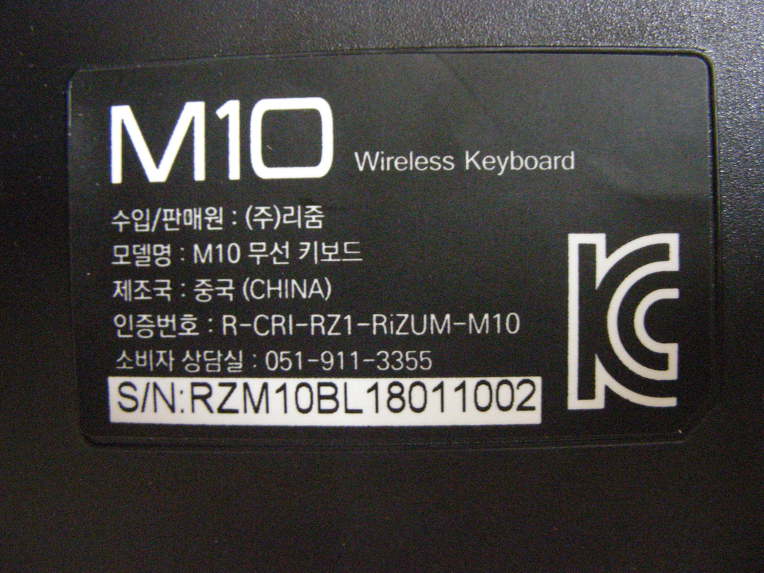 M10 Wireless Keyboard
수입/판매원 : (주)리줌
모델명 : M10 무선 키보드
제조국 : 중국 (CHINA)
인증번호 : R-CRI-RZ1-RiZUM-M10
소비자 상담실 : 051-911-3355
S/N:RZM10BL18011002
KC